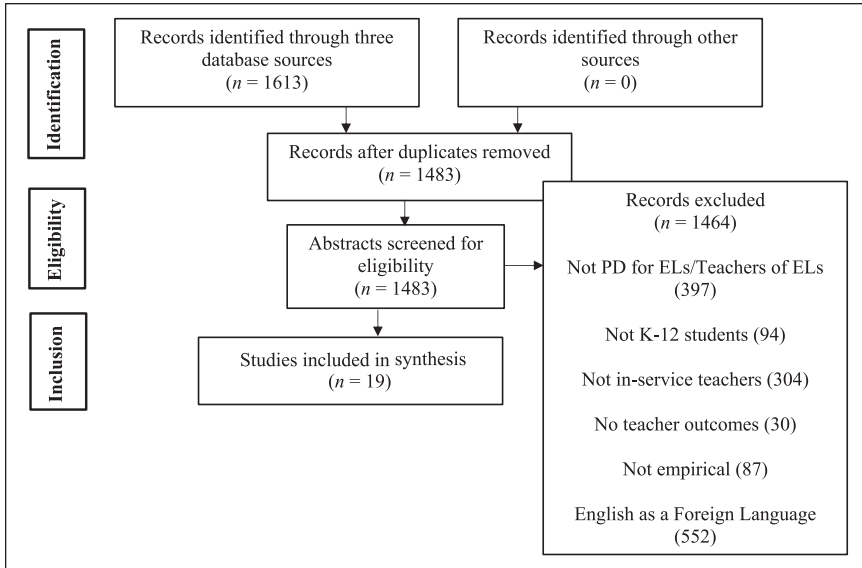 Identification
Records identified through three
database sources
(n = 1613)
Records identified through other
sources
(n = 0)
Records after duplicates removed
(n = 1483)
Eligibility
Abstracts screened for
eligibility
(n = 1483)
Records excluded
(n = 1464)
Not PD for ELs/Teachers of ELs
(397)
Not K-12 students (94)
Not in-service teachers (304)
No teacher outcomes (30)
Not empirical (87)
English as a Foreign Language
(552)
Inclusion
Studies included in synthesis
(n = 19)